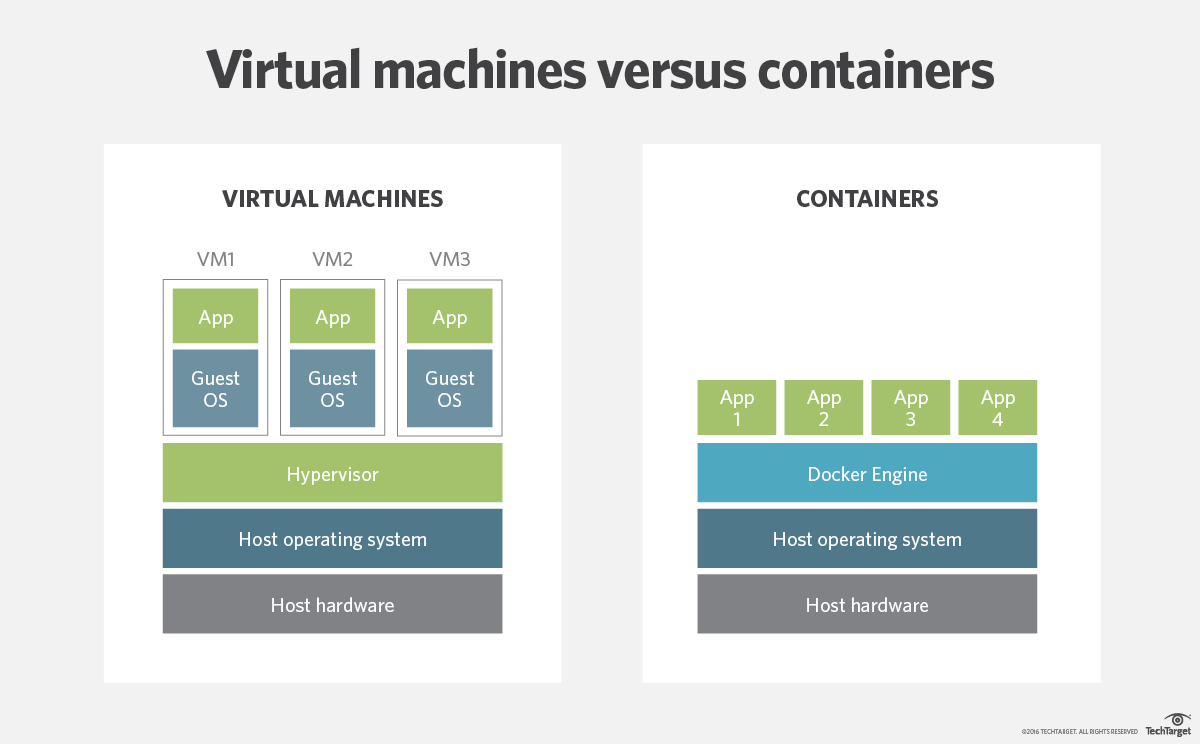 Virtual machines versus containers
VIRTUAL MACHINES
VM1
VM2
VM3
App
App
App
Guest
OS
Guest
OS
Guest
OS
Hypervisor
Host operating system
Host hardware
CONTAINERS
App
1
App
2
App
3
App
4
Docker Engine
Host operating system
Host hardware
©2016 TECHTARGET. ALL RIGHTS RESERVED
TechTarget